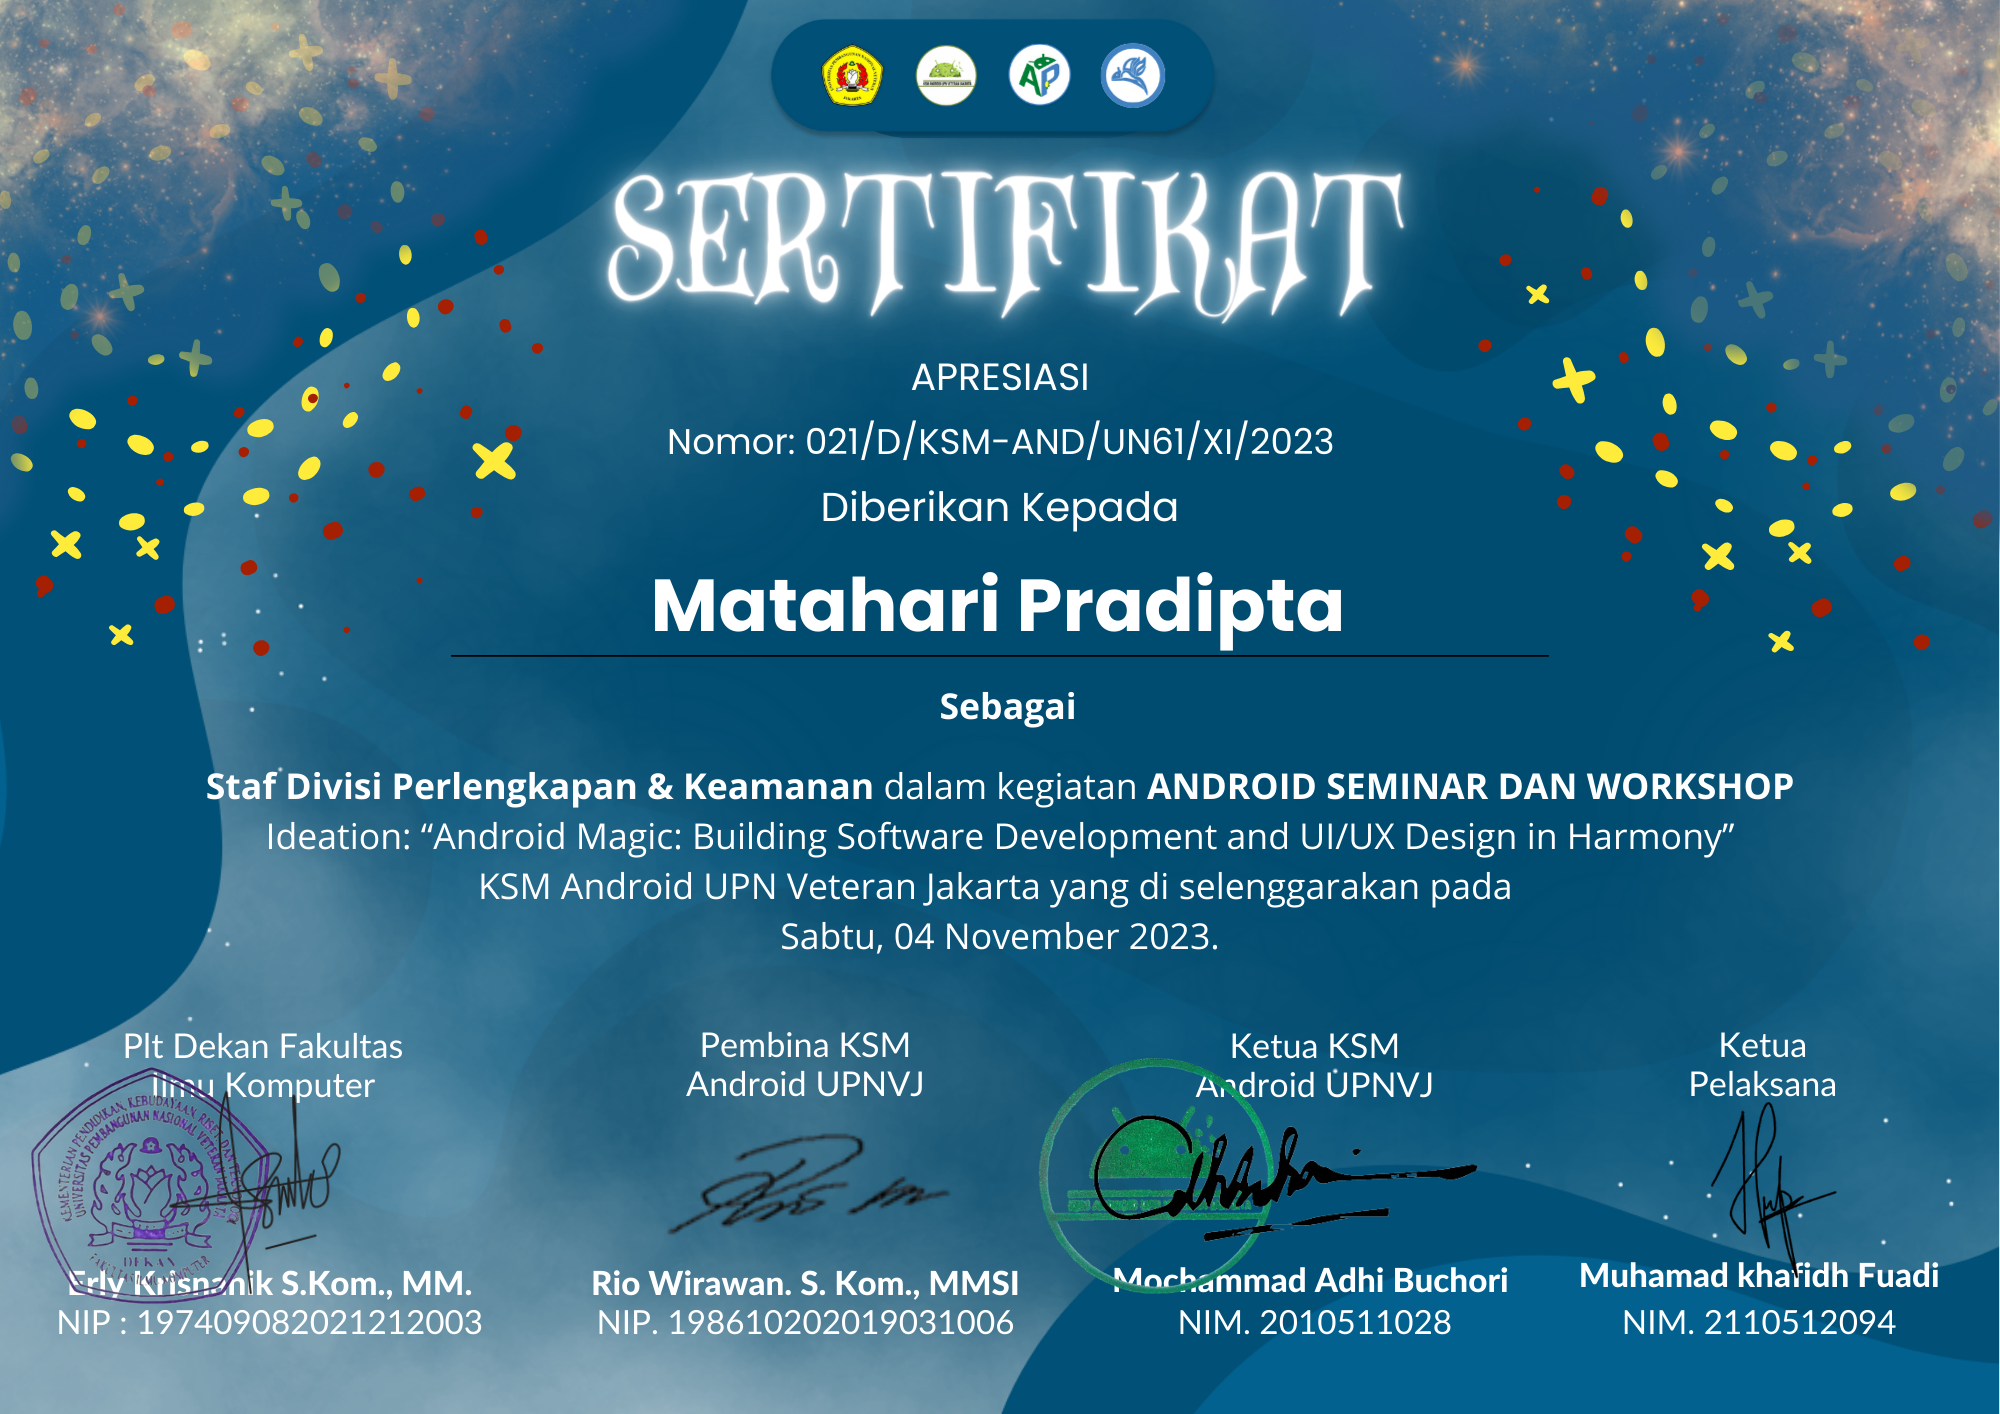 SERTIFIKAT
APRESIASI
Nomor: 021/D/KSM-AND/UN61/XI/2023
Diberikan Kepada
Matahari Pradipta
Sebagai
Staf Divisi Perlengkapan & Keamanan dalam kegiatan ANDROID SEMINAR DAN WORKSHOP
Ideation: “Android Magic: Building Software Development and UI/UX Design in Harmony”
KSM Android UPN Veteran Jakarta yang di selenggarakan pada
Sabtu, 04 November 2023.
Plt Dekan Fakultas
Ilmu Komputer
DEKAN
Erly Krisnanik S.Kom., MM.
NIP : 197409082021212003
Pembina KSM
Android UPNVJ
Rio Wirawan. S. Kom., MMSI
NIP. 198610202019031006
Ketua KSM
Android UPNVJ
Mochammad Adhi Buchori
NIM. 2010511028
Ketua
Pelaksana
Muhamad khafidh Fuadi
NIM. 2110512094